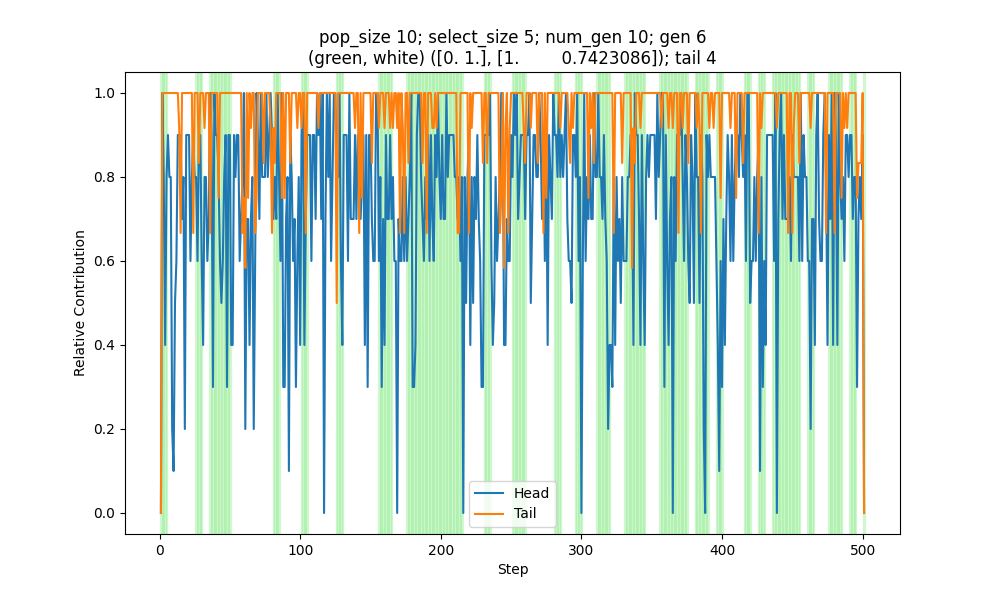 pop_size 10; select_size 5; num_gen 10; gen 6
(green, white) ([0. 1.], [1.        0.7423086]); tail 4
Relative Contribution
1.0
0.8
0.6
0.4
0.2
0.0
Head
Tail
0 100 200 300 400 500
Step